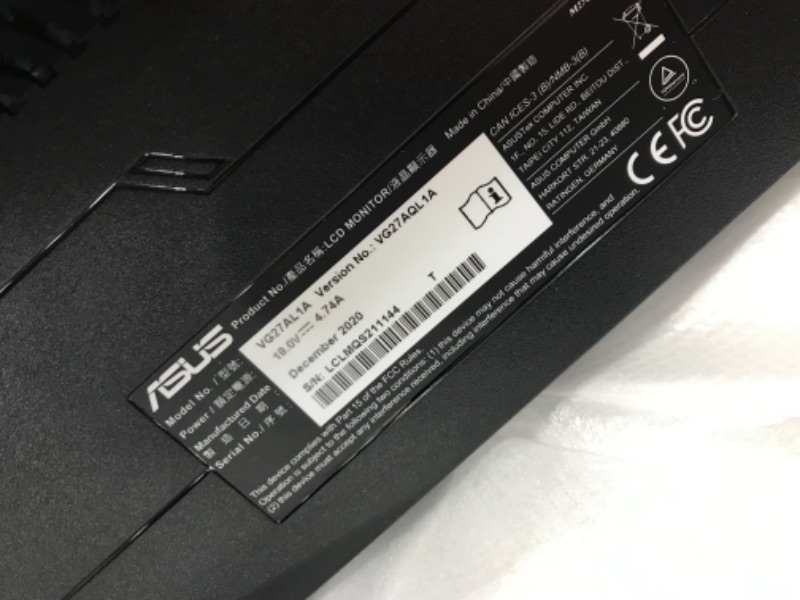 ASUS
Product No./產品名稱:LCD MONITOR/液晶顯示器 Made in China/中國製造
Model No. / 型號:
VG27AL1A Version No.: VG27AQL1A
Power / 額定電源:
19.0V 4.74A
Manufactured Date
製造日期:
December 2020
Serial No. / 序號:
S/N: LCLMQS211144
T
CAN ICES-3 (B)/NMB-3(B)
ASUSTeK COMPUTER INC.
1F., NO. 15, LIDE RD., BEITOU DIST.,
TAIPEI CITY 112, TAIWAN
ASUS COMPUTER GmbH
HARKORT STR. 21-23, 40880
RATINGEN, GERMANY
CE FC
This device complies with Part 15 of the FCC Rules.
Operation is subject to the following two conditions: (1) this device may not cause harmful interference, and
(2) this device must accept any interference received, including interference that may cause undesired operation.